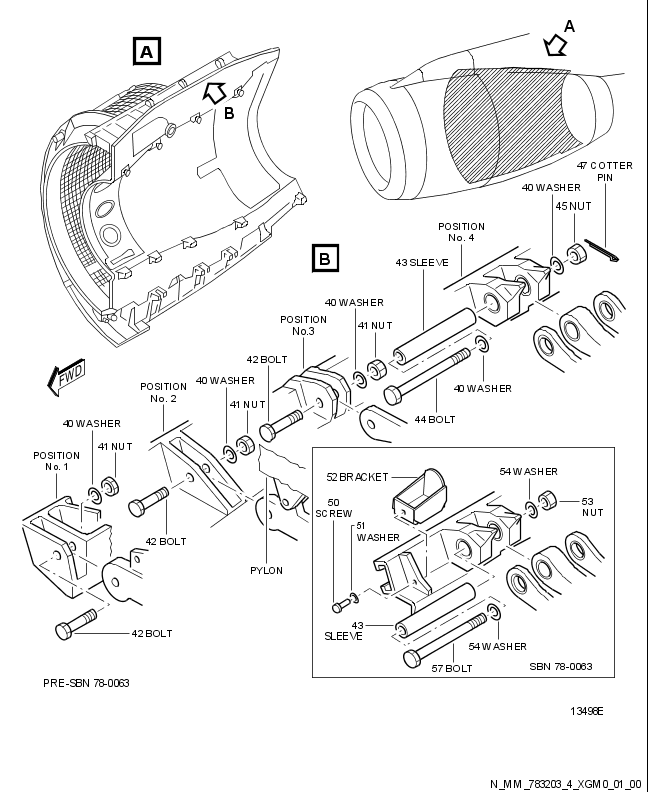 A
A
B
47 COTTER
PIN
40 WASHER
45 NUT
POSITION
No. 4
B
43 SLEEVE
40 WASHER
POSITION
No.3
41 NUT
42 BOLT
FWD
40 WASHER
POSITION
No. 2
41 NUT
40 WASHER
44 BOLT
40 WASHER
41 NUT
POSITION
No. 1
52 BRACKET
54 WASHER
50
SCREW
51
WASHER
53
NUT
42 BOLT
PYLON
43
SLEEVE
42 BOLT
54 WASHER
57 BOLT
SBN 78-0063
PRE-SBN 78-0063
13498E
N_MM_783203_4_XGM0_01_00